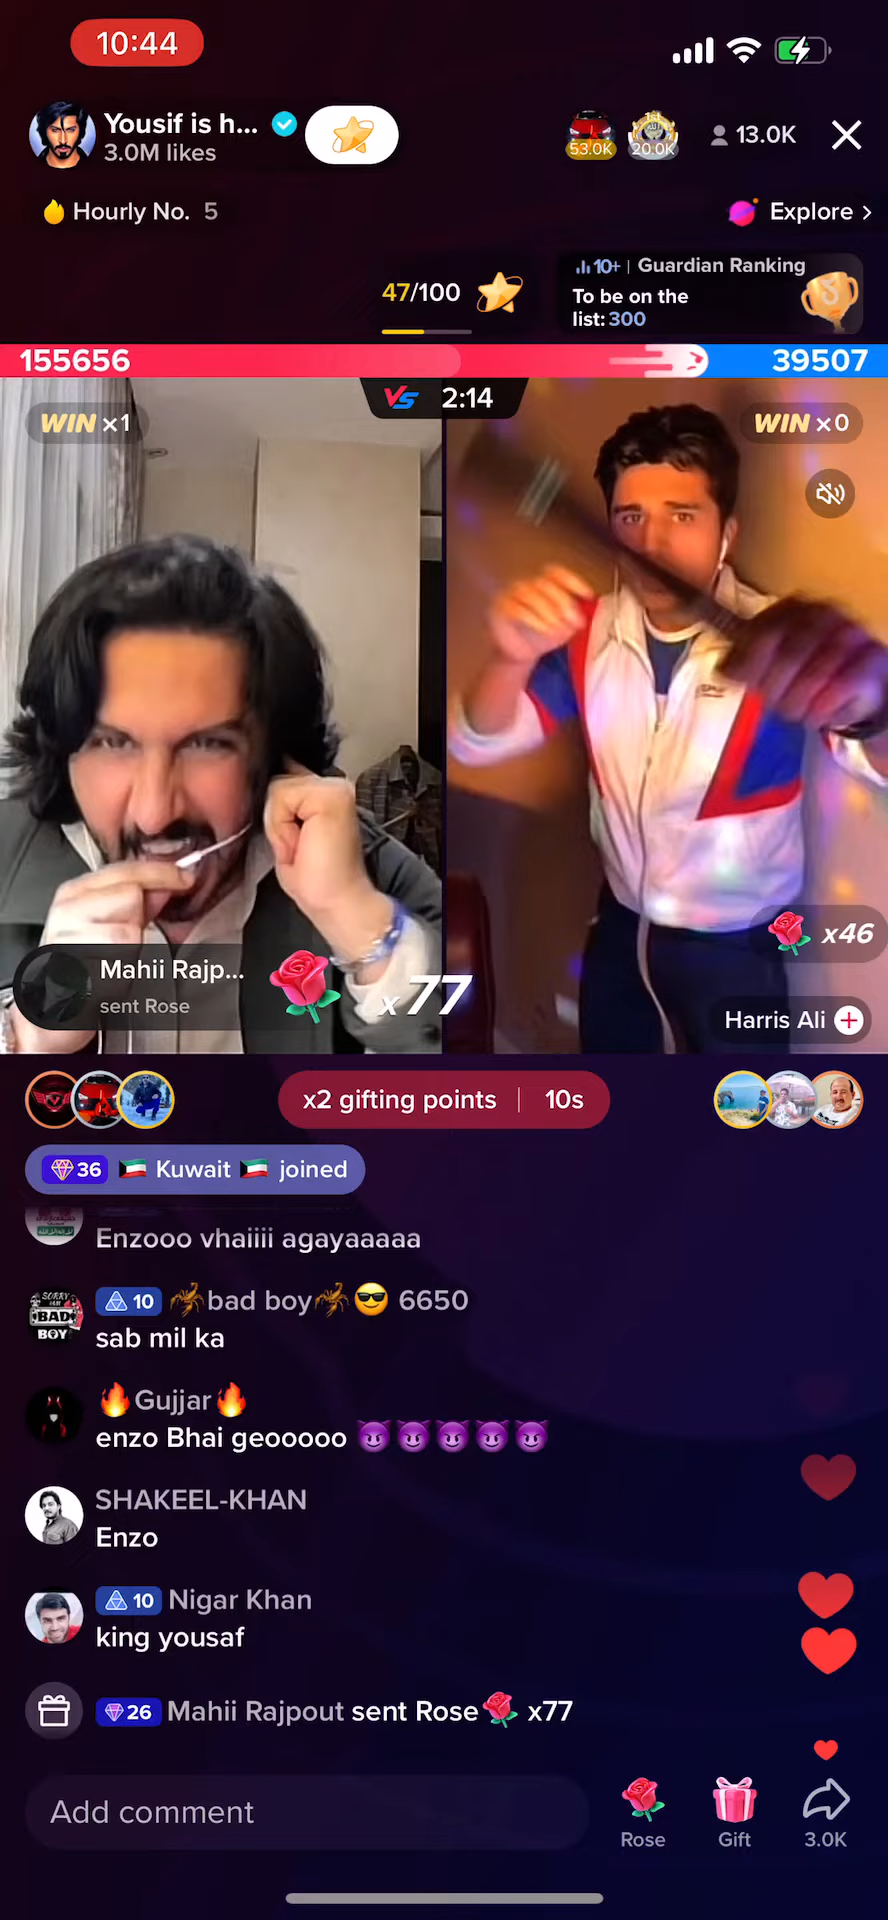 10:44
Yousif is h...
3.0M likes
53.0K
20.0K
13.0K
Hourly No. 5
Explore >
47/100
10+ | Guardian Ranking
To be on the
list: 300
155656
39507
WIN x1
VS 2:14
WIN x0
Mahii Rajp...
sent Rose
x77
x46
Harris Ali
x2 gifting points | 10s
36 🇰🇼 Kuwait 🇰🇼 joined
Enzooo vhaiiii agayaaaaa
SORRY
BAD
BOY
10 🦂bad boy🦂😎 6650
sab mil ka
🔥Gujjar🔥
enzo Bhai geooooo 😈😈😈😈😈
SHAKEEL-KHAN
Enzo
10 Nigar Khan
king yousaf
26 Mahii Rajpout sent Rose🌹 x77
Add comment
Rose
Gift
3.0K